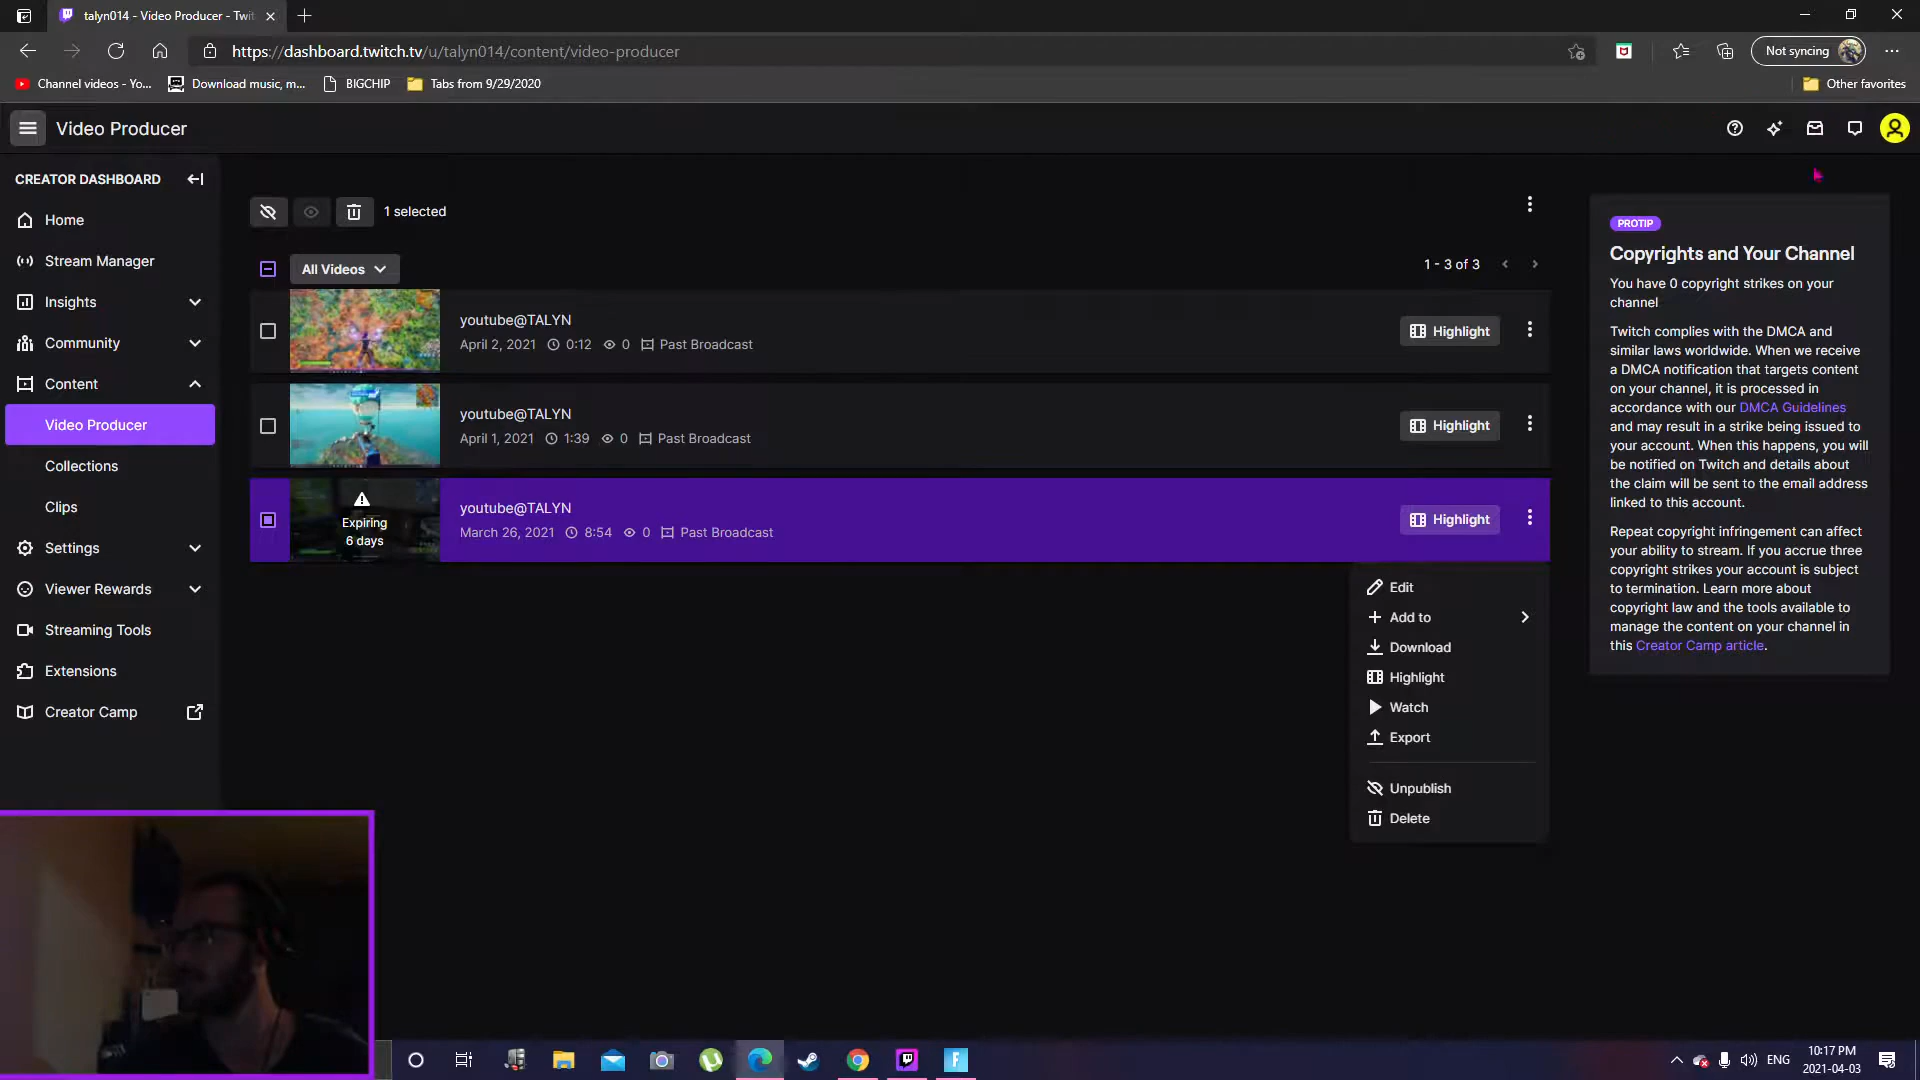 talyn014 - Video Producer - Twit
https://dashboard.twitch.tv/u/talyn014/content/video-producer
Not syncing
Channel videos - Yo...
Download music, m...
BIGCHIP
Tabs from 9/29/2020
Other favorites
Video Producer
CREATOR DASHBOARD
Home
Stream Manager
Insights
Community
Content
Video Producer
Collections
Clips
Settings
Viewer Rewards
Streaming Tools
Extensions
Creator Camp
1 selected
All Videos
1 - 3 of 3
youtube@TALYN
April 2, 2021 0:12 0 Past Broadcast
Highlight
youtube@TALYN
April 1, 2021 1:39 0 Past Broadcast
Highlight
Expiring
6 days
youtube@TALYN
March 26, 2021 8:54 0 Past Broadcast
Highlight
Edit
Add to
Download
Highlight
Watch
Export
Unpublish
Delete
PROTIP
Copyrights and Your Channel
You have 0 copyright strikes on your
channel
Twitch complies with the DMCA and
similar laws worldwide. When we receive
a DMCA notification that targets content
on your channel, it is processed in
accordance with our DMCA Guidelines
and may result in a strike being issued to
your account. When this happens, you will
be notified on Twitch and details about
the claim will be sent to the email address
linked to this account.
Repeat copyright infringement can affect
your ability to stream. If you accrue three
copyright strikes your account is subject
to termination. Learn more about
copyright law and the tools available to
manage the content on your channel in
this Creator Camp article.
ENG
10:17 PM
2021-04-03